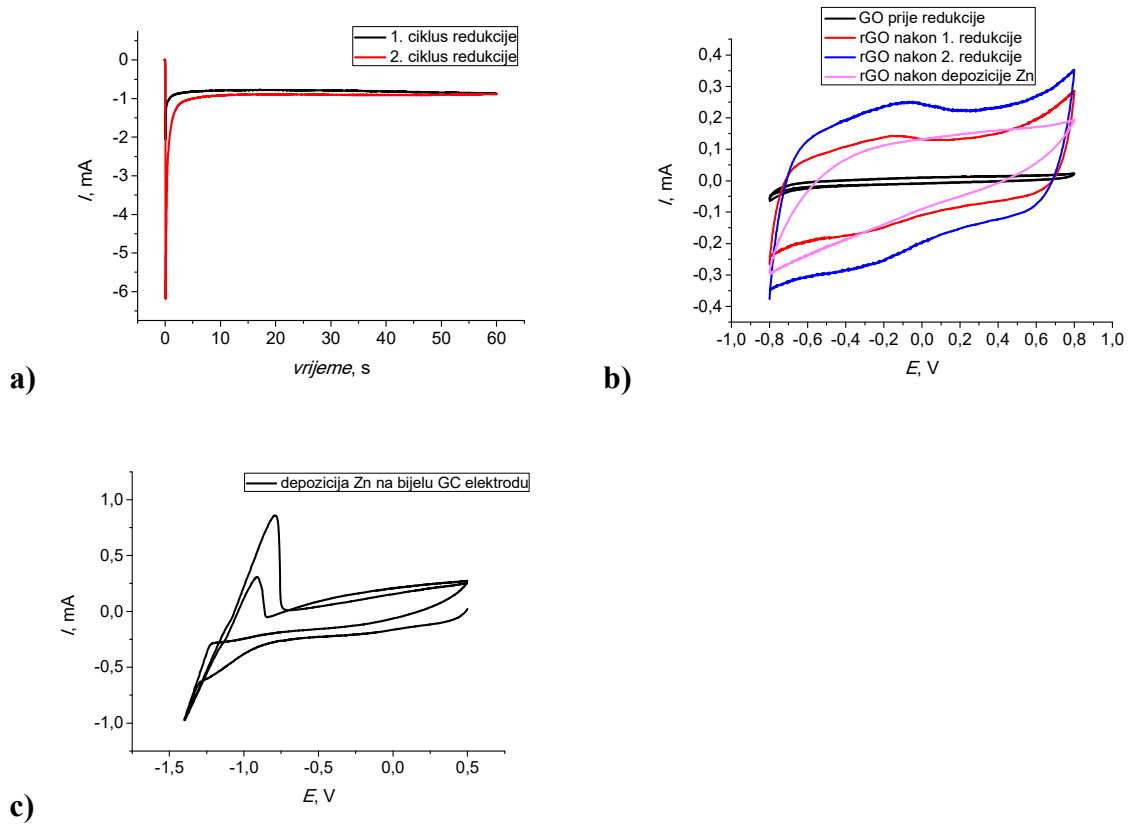 1. ciklus redukcije
2. ciklus redukcije
0
-1
-2
-3
-4
-5
-6
I, mA
0 10 20 30 40 50 60
vrijeme, s
a)
GO prije redukcije
rGO nakon 1. redukcije
rGO nakon 2. redukcije
rGO nakon depozicije Zn
0,4
0,3
0,2
0,1
0,0
-0,1
-0,2
-0,3
-0,4
I, mA
-1,0 -0,8 -0,6 -0,4 -0,2 0,0 0,2 0,4 0,6 0,8 1,0
E, V
b)
depozicija Zn na bijelu GC elektrodu
1,0
0,5
0,0
-0,5
-1,0
I, mA
-1,5 -1,0 -0,5 0,0 0,5
E, V
c)